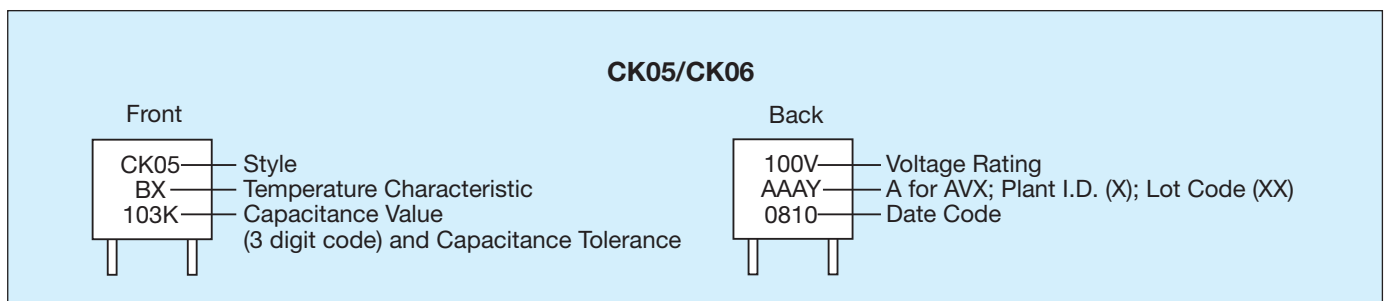 CK05/CK06
Front
CK05 Style
BX Temperature Characteristic
103K Capacitance Value
(3 digit code) and Capacitance Tolerance
Back
100V Voltage Rating
AAAY A for AVX; Plant I.D. (X); Lot Code (XX)
0810 Date Code